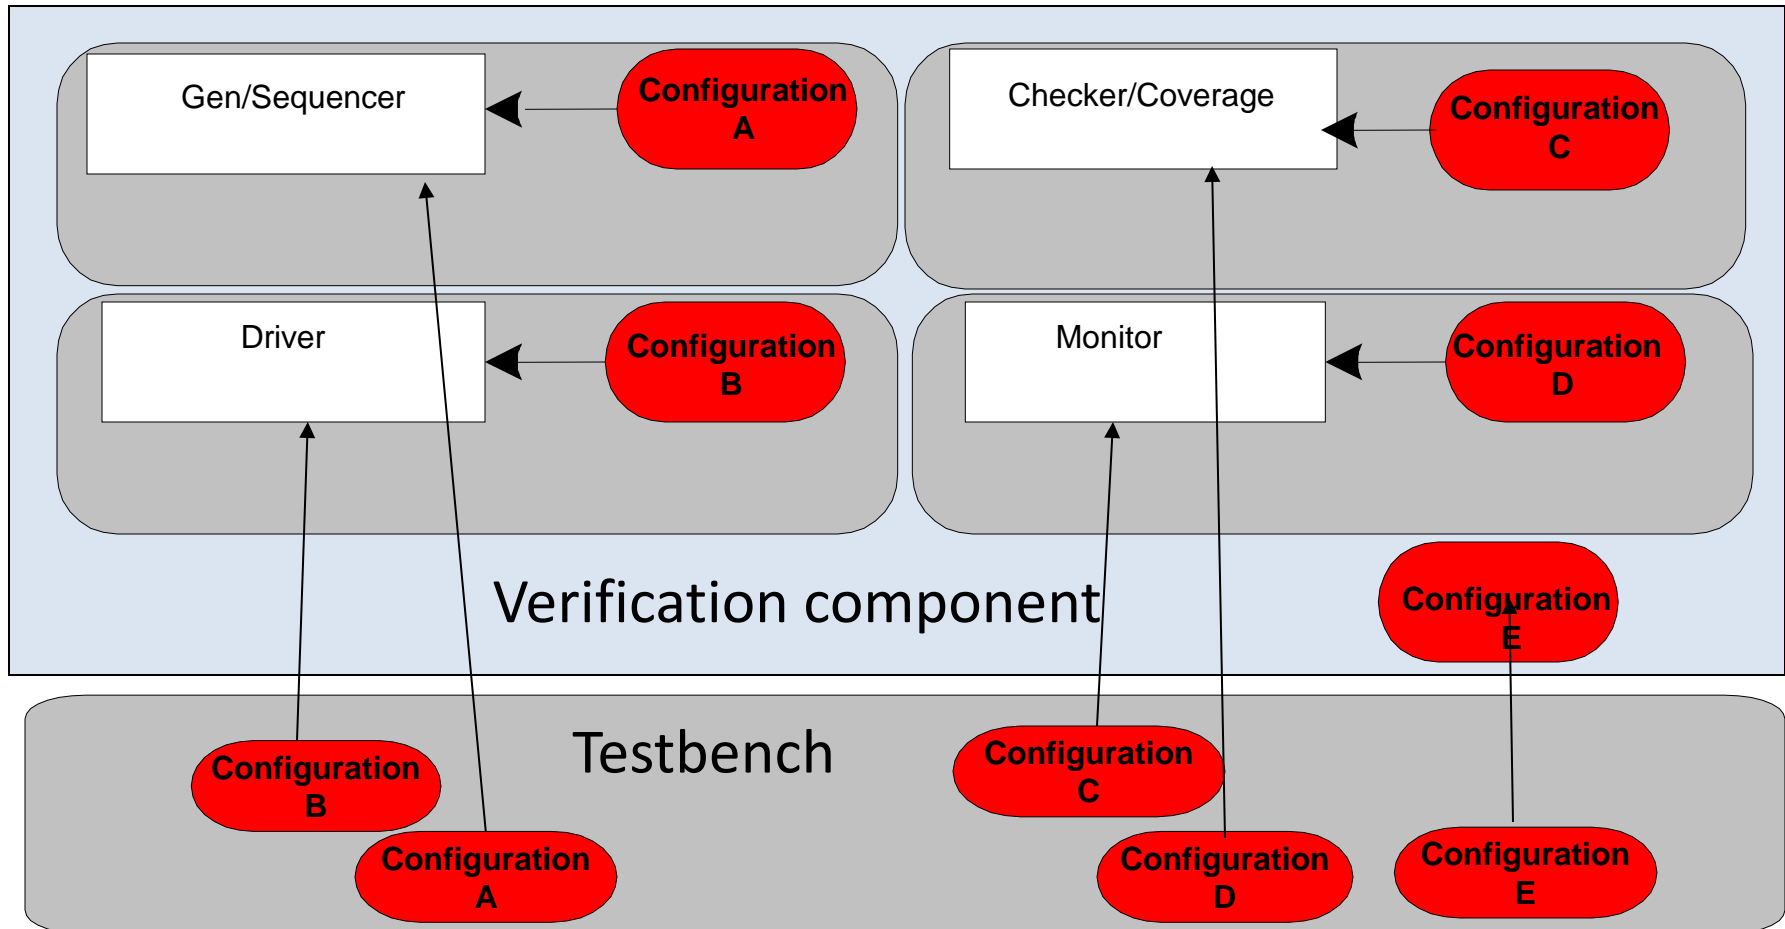 Gen/Sequencer
Configuration
A
Checker/Coverage
Configuration
C
Driver
Configuration
B
Monitor
Configuration
D
Verification component
Configuration
E
Testbench
Configuration
B
Configuration
A
Configuration
C
Configuration
D
Configuration
E